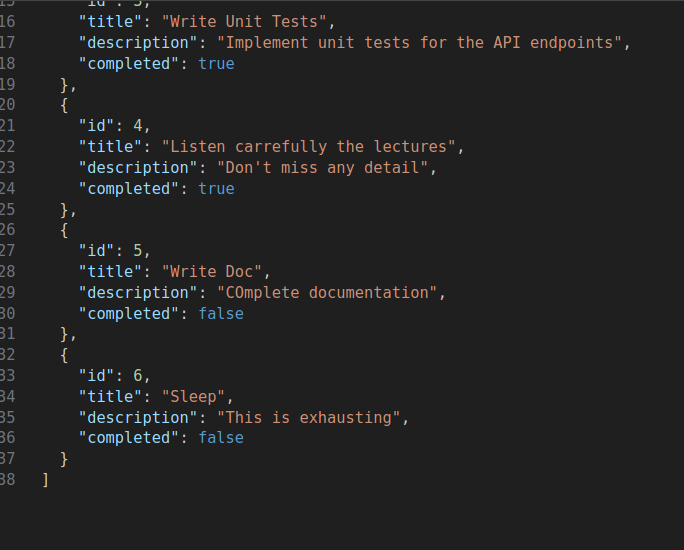 16 "title": "Write Unit Tests",
17 "description": "Implement unit tests for the API endpoints",
18 "completed": true
19 },
20 {
21 "id": 4,
22 "title": "Listen carrefully the lectures",
23 "description": "Don't miss any detail",
24 "completed": true
25 },
26 {
27 "id": 5,
28 "title": "Write Doc",
29 "description": "COmplete documentation",
30 "completed": false
31 },
32 {
33 "id": 6,
34 "title": "Sleep",
35 "description": "This is exhausting",
36 "completed": false
37 }
38 ]